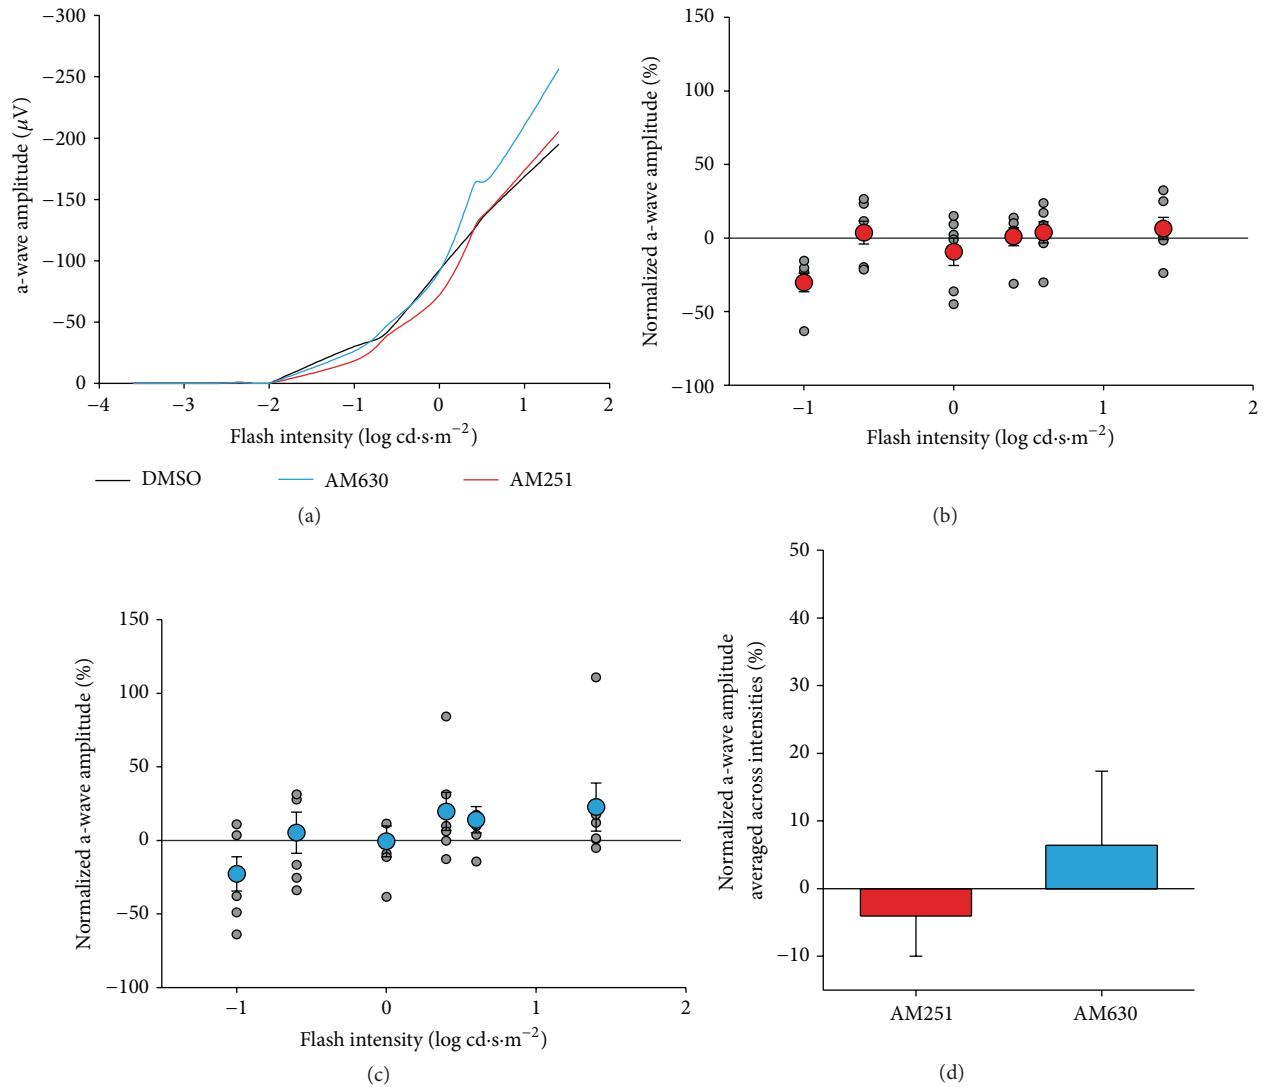 −300
−250
−200
−150
−100
−50
0
a-wave amplitude (μV)
−4 −3 −2 −1 0 1 2
Flash intensity (log cd·s·m−2)
DMSO AM630 AM251
(a)
150
100
50
0
−50
−100
Normalized a-wave amplitude (%)
−1 0 1 2
Flash intensity (log cd·s·m−2)
(b)
150
100
50
0
−50
−100
Normalized a-wave amplitude (%)
−1 0 1 2
Flash intensity (log cd·s·m−2)
(c)
50
40
30
20
10
0
−10
Normalized a-wave amplitude
averaged across intensities (%)
AM251 AM630
(d)